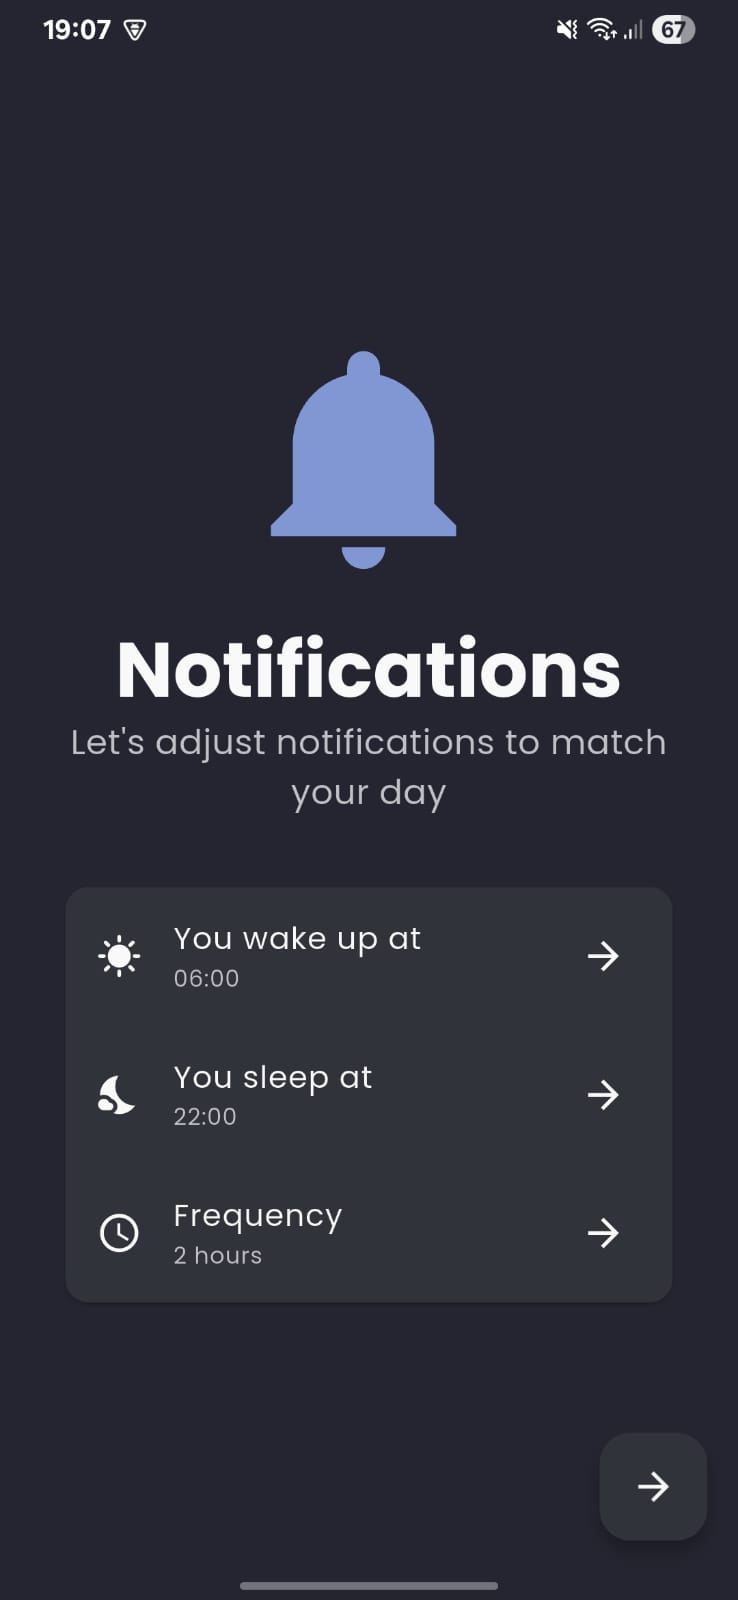 19:07
67
Notifications
Let's adjust notifications to match
your day
You wake up at
06:00
You sleep at
22:00
Frequency
2 hours